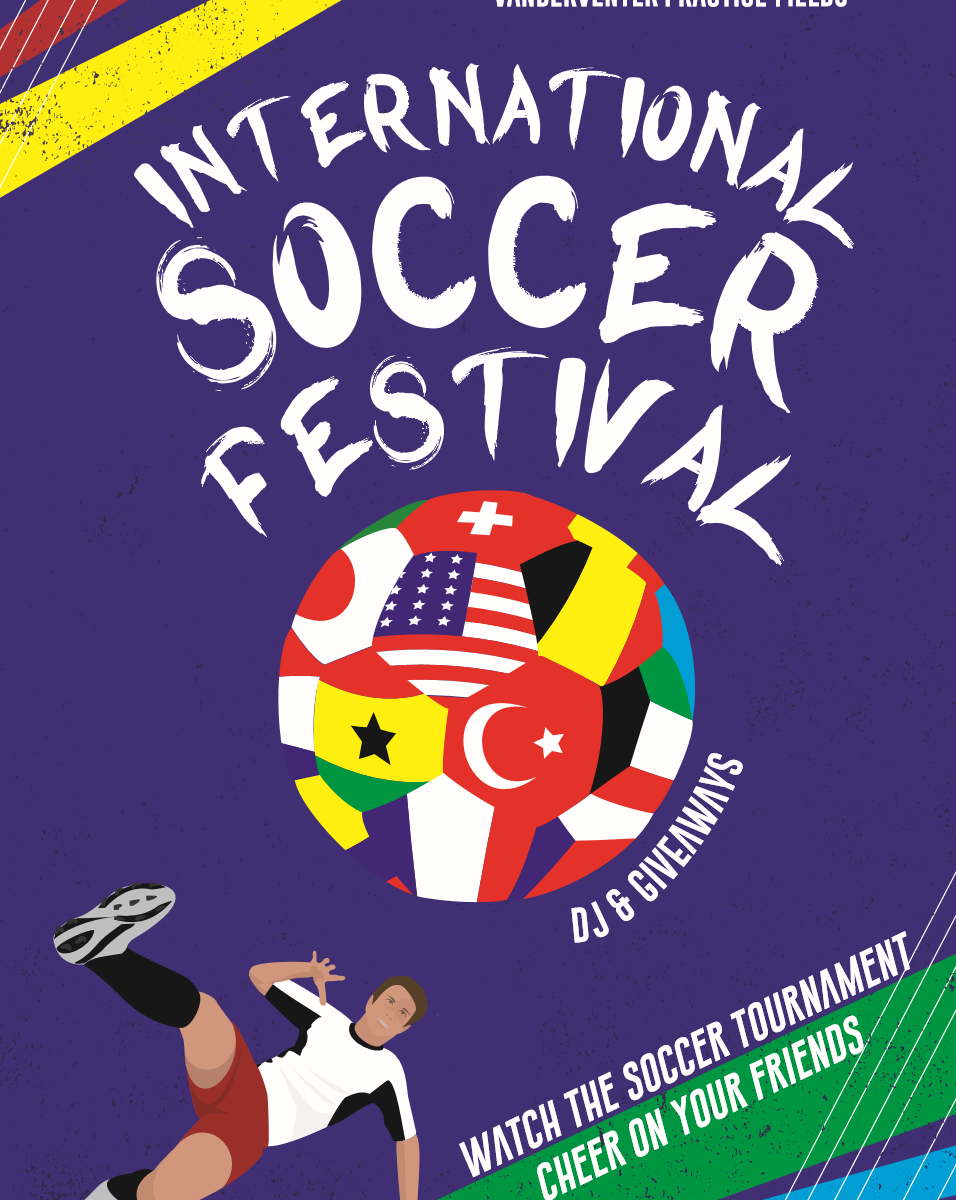 VANDERVENTER PRACTICE FIELDS
INTERNATIONAL
SOCCER
FESTIVAL
DJ & GIVEAWAYS
WATCH THE SOCCER TOURNAMENT
CHEER ON YOUR FRIENDS